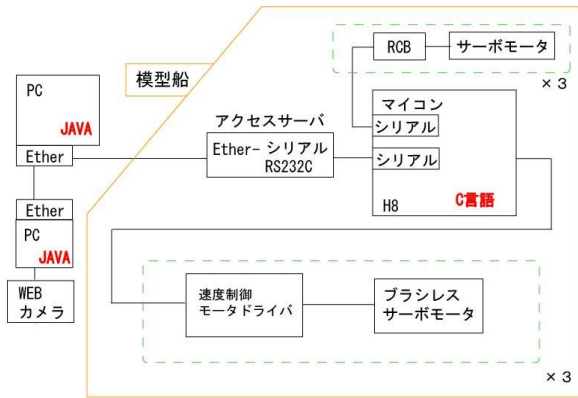 RCB
サーボモータ
×3
模型船
PC
JAVA
Ether
アクセスサーバ
Ether-シリアル
RS232C
マイコン
シリアル
シリアル
H8
C言語
Ether
PC
JAVA
WEB
カメラ
速度制御
モータドライバ
ブラシレス
サーボモータ
×3